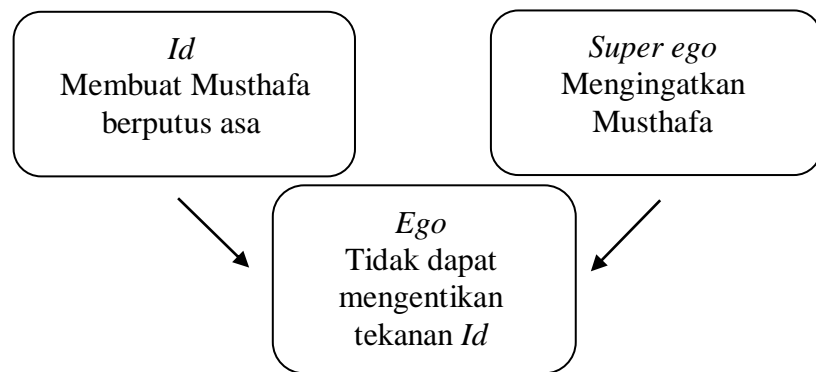 Id
Membuat Musthafa
berputus asa
Super ego
Mengingatkan
Musthafa
Ego
Tidak dapat
mengentikan
tekanan Id